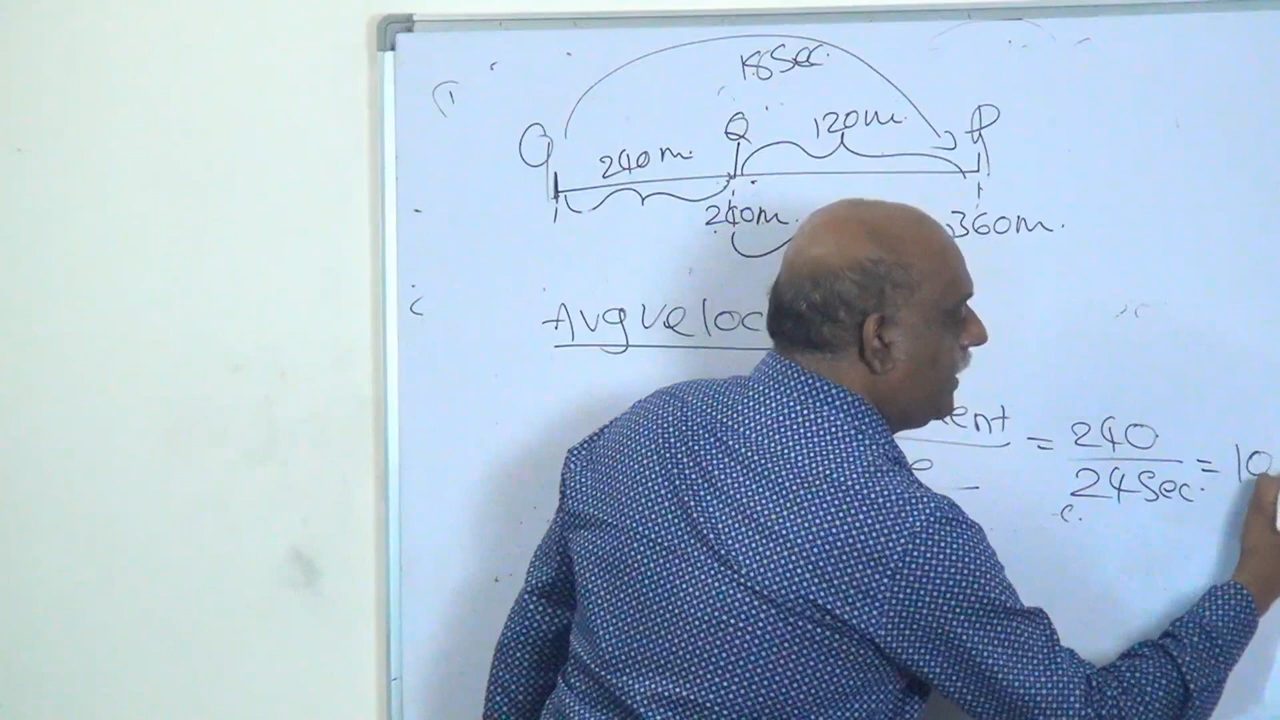 18Sec.
O Q 120m. P
240m.
240m. 360m.
Avg veloc
ent = 240
e 24Sec. = 10